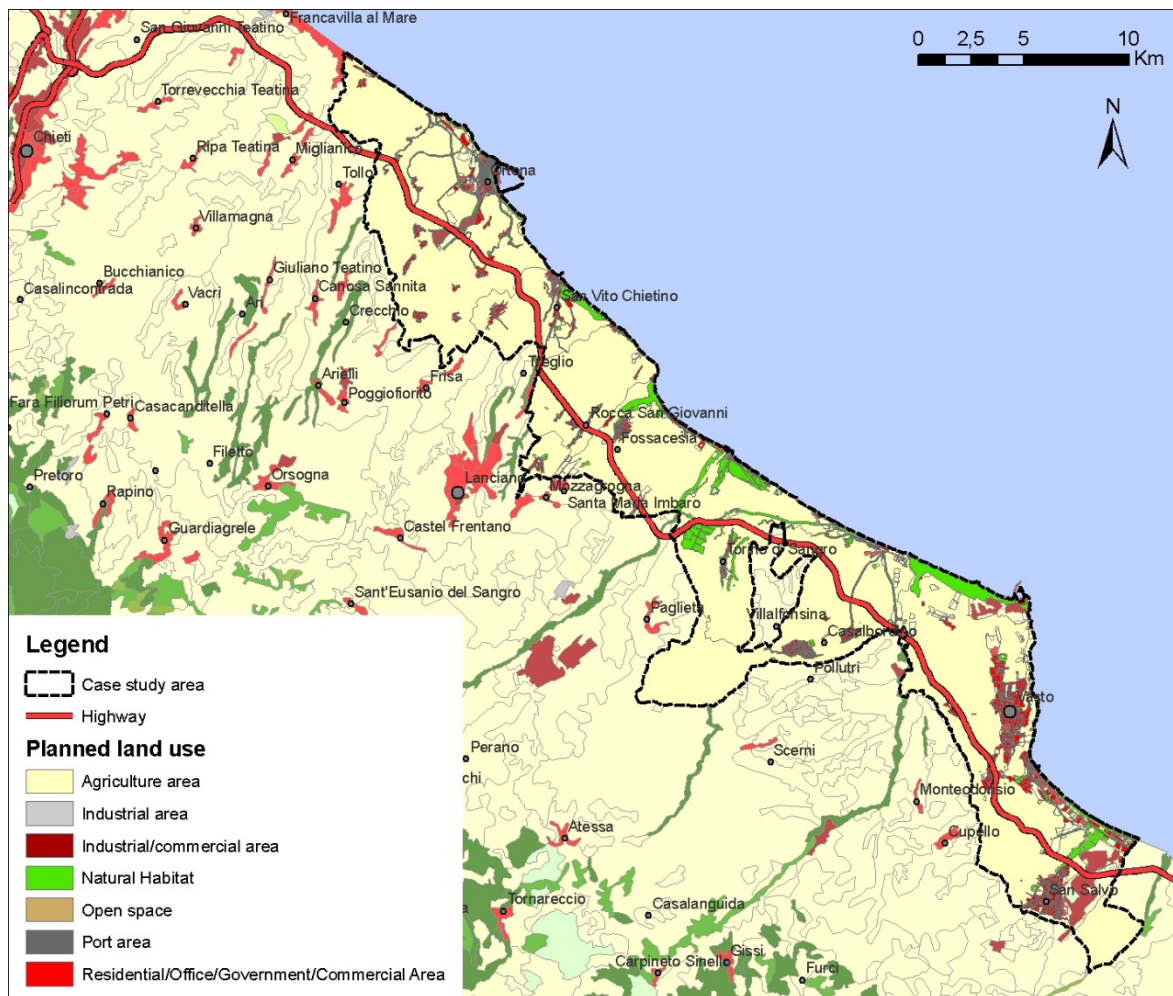 Francavilla al Mare
San Giovanni Teatino
0 2,5 5 10
Km
N
Torrevecchia Teatina
Chieti
Ripa Teatina
Miglianico
Tollo
Ortona
Villamagna
Bucchianico
Giuliano Teatino
Casalincontrada
Vacri
Canosa Sannita
San Vito Chietino
Ari
Crecchio
Treglio
Arielli
Frisa
Poggiofiorito
Fara Filiorum Petri
Casacanditella
Rocca San Giovanni
Fossacesia
Filetto
Pretoro
Orsogna
Lanciano
Mozzagrogna
Rapino
Santa Maria Imbaro
Guardiagrele
Castel Frentano
Torino di Sangro
Sant'Eusanio del Sangro
Paglieta
Villalfonsina
Casalbordino
Pollutri
Vasto
Legend
Case study area
Highway
Planned land use
Agriculture area
Industrial area
Industrial/commercial area
Natural Habitat
Open space
Port area
Residential/Office/Government/Commercial Area
Perano
chi
Scerni
Monteodorisio
Atessa
Cupello
San Salvo
a
Tornareccio
Casalanguida
Carpineto Sinello
Gissi
Furci